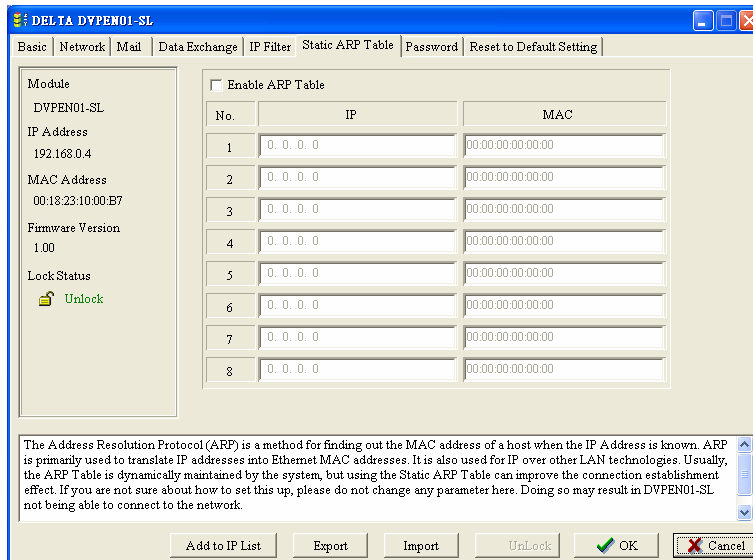 DELTA DVPEN01-SL
Basic Network Mail Data Exchange IP Filter Static ARP Table Password Reset to Default Setting
Module
DVPEN01-SL
IP Address
192.168.0.4
MAC Address
00:18:23:10:00:B7
Firmware Version
1.00
Lock Status
Unlock
Enable ARP Table
No. IP MAC
1 0. 0. 0. 0 00:00:00:00:00:00
2 0. 0. 0. 0 00:00:00:00:00:00
3 0. 0. 0. 0 00:00:00:00:00:00
4 0. 0. 0. 0 00:00:00:00:00:00
5 0. 0. 0. 0 00:00:00:00:00:00
6 0. 0. 0. 0 00:00:00:00:00:00
7 0. 0. 0. 0 00:00:00:00:00:00
8 0. 0. 0. 0 00:00:00:00:00:00
The Address Resolution Protocol (ARP) is a method for finding out the MAC address of a host when the IP Address is known. ARP
is primarily used to translate IP addresses into Ethernet MAC addresses. It is also used for IP over other LAN technologies. Usually,
the ARP Table is dynamically maintained by the system, but using the Static ARP Table can improve the connection establishment
effect. If you are not sure about how to set this up, please do not change any parameter here. Doing so may result in DVPEN01-SL
not being able to connect to the network.
Add to IP List Export Import UnLock OK Cancel